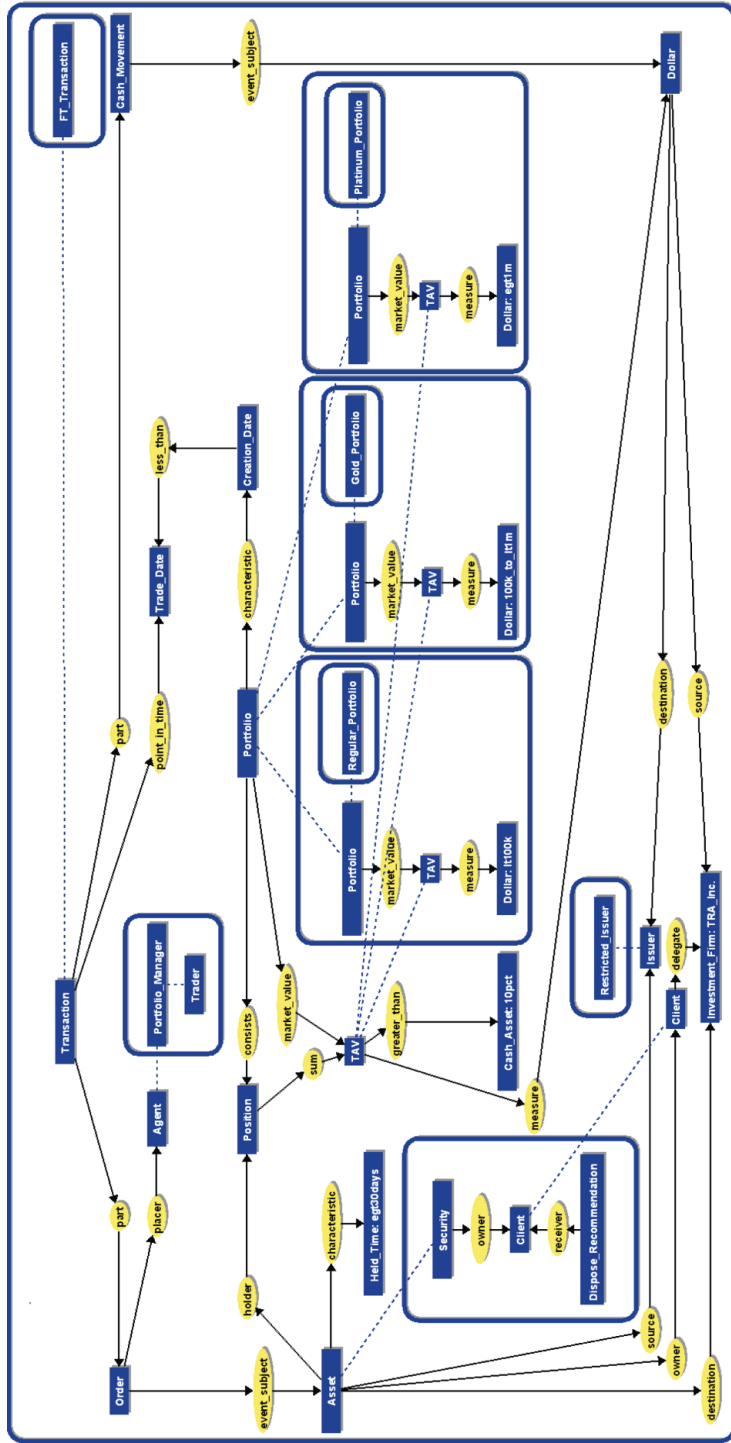 FT_Transaction
Transaction
Order
part
placer
Agent
Portfolio_Manager
Trader
part
point_in_time
Trade_Date
less_than
Cash_Movement
event_subject
event_subject
holder
Position
consists
Portfolio
characteristic
Creation_Date
Asset
characteristic
Held_Time: egt30days
sum
market_value
TAV
greater_than
Cash_Asset: 10pct
measure
Portfolio
Regular_Portfolio
market_value
TAV
measure
Dollar: lt100k
Portfolio
Gold_Portfolio
market_value
TAV
measure
Dollar: 100k_to_lt1m
Portfolio
Platinum_Portfolio
market_value
TAV
measure
Dollar: egt1m
Security
owner
Client
receiver
Dispose_Recommendation
source
owner
destination
Restricted_Issuer
Issuer
Client
delegate
Investment_Firm: TRA_Inc.
destination
source
Dollar